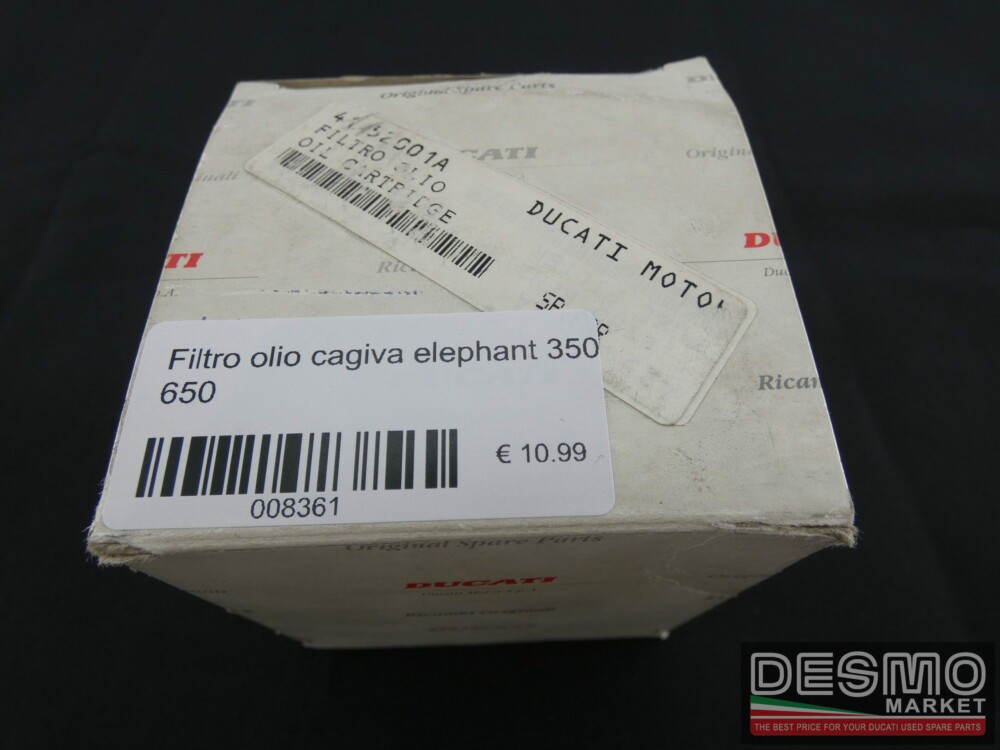 Original Spare Parts
FILTRO OLIO
OIL CARTRIDGE
DUCATI
Original
DUCATI MOTO
Filtro olio cagiva elephant 350
650
€ 10.99
008361
Original Spare Parts
DUCATI
DESMO
MARKET
THE BEST PRICE FOR YOUR DUCATI USED SPARE PARTS